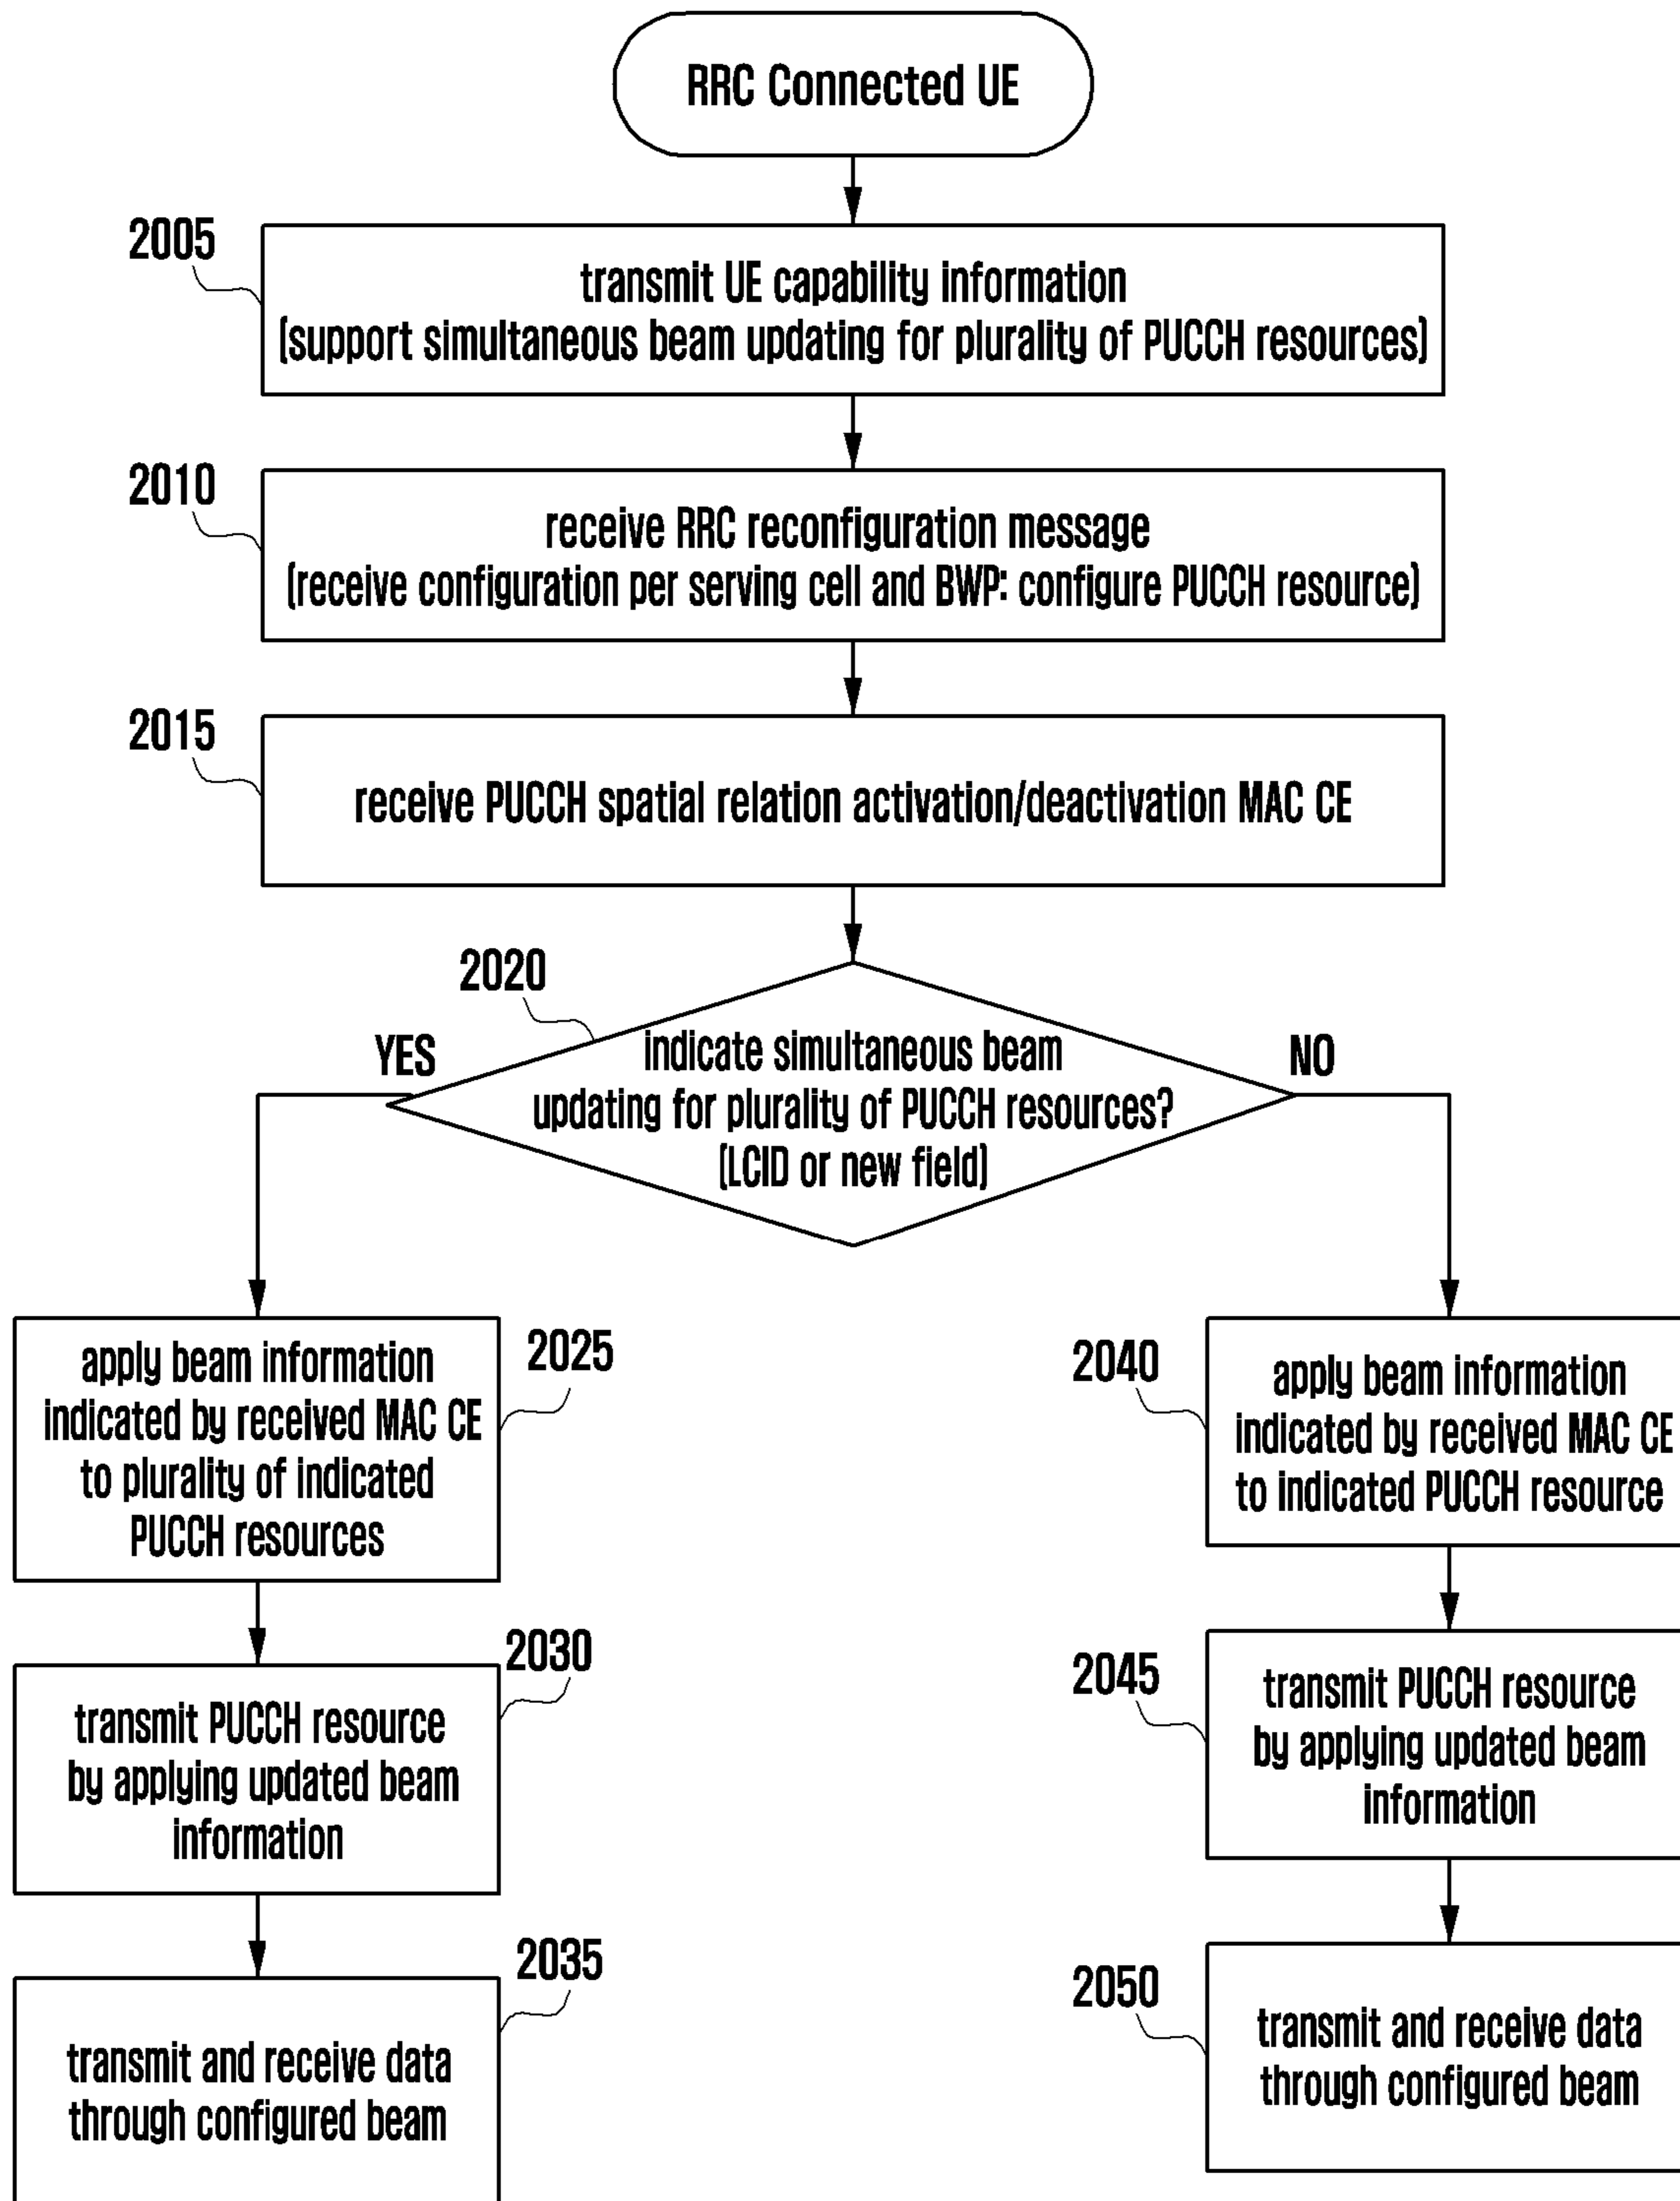 RRC Connected UE
2005
transmit UE capability information
(support simultaneous beam updating for plurality of PUCCH resources)
2010
receive RRC reconfiguration message
(receive configuration per serving cell and BWP: configure PUCCH resource)
2015
receive PUCCH spatial relation activation/deactivation MAC CE
2020
YES
NO
indicate simultaneous beam
updating for plurality of PUCCH resources?
(LCID or new field)
apply beam information
indicated by received MAC CE
to plurality of indicated
PUCCH resources
2025
2030
transmit PUCCH resource
by applying updated beam
information
2035
transmit and receive data
through configured beam
2040
apply beam information
indicated by received MAC CE
to indicated PUCCH resource
2045
transmit PUCCH resource
by applying updated beam
information
2050
transmit and receive data
through configured beam